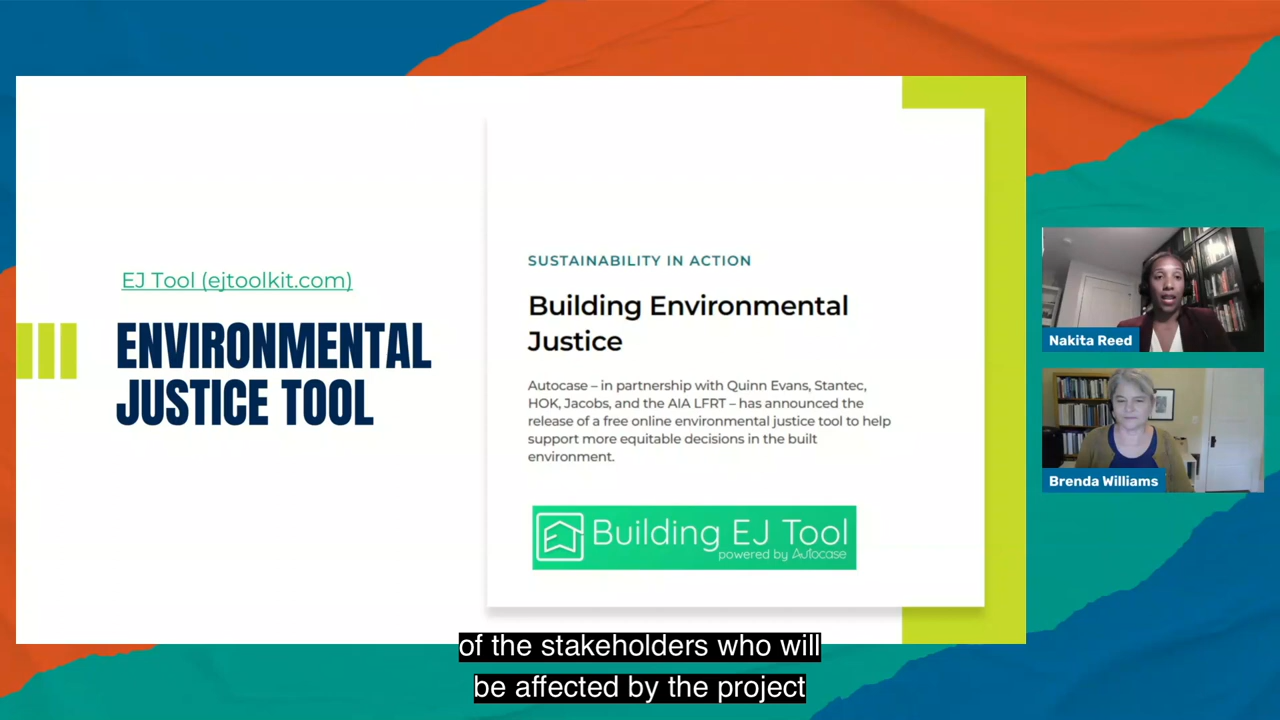 EJ Tool (ejtoolkit.com)
ENVIRONMENTAL
JUSTICE TOOL
SUSTAINABILITY IN ACTION
Building Environmental
Justice
Autocase – in partnership with Quinn Evans, Stantec,
HOK, Jacobs, and the AIA LFRT – has announced the
release of a free online environmental justice tool to help
support more equitable decisions in the built
environment.
Building EJ Tool
powered by Autocase
Nakita Reed
Brenda Williams
of the stakeholders who will
be affected by the project